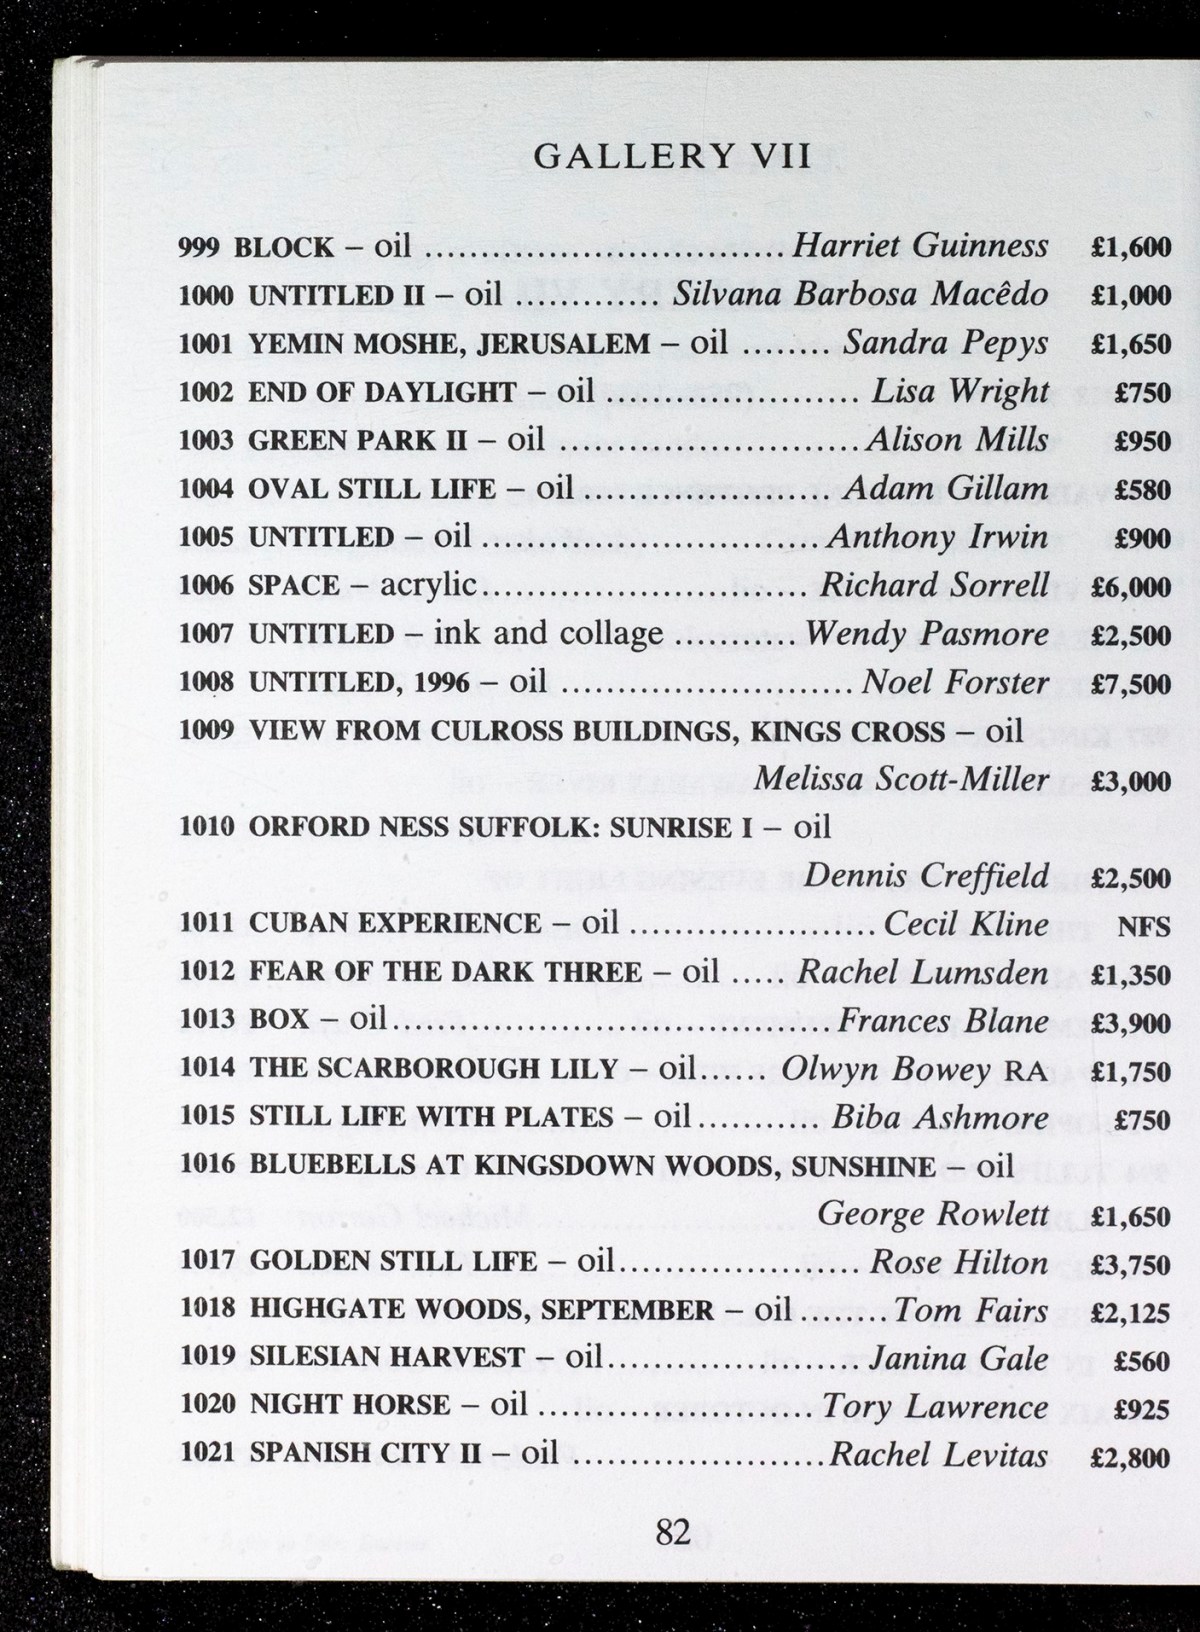 GALLERY VII
999 BLOCK – oil .................................. Harriet Guinness £1,600
1000 UNTITLED II – oil ............ Silvana Barbosa Macêdo £1,000
1001 YEMIN MOSHE, JERUSALEM – oil ........ Sandra Pepys £1,650
1002 END OF DAYLIGHT – oil ........................ Lisa Wright £750
1003 GREEN PARK II – oil ............................ Alison Mills £950
1004 OVAL STILL LIFE – oil ........................ Adam Gillam £580
1005 UNTITLED – oil .................................. Anthony Irwin £900
1006 SPACE – acrylic ............................... Richard Sorrell £6,000
1007 UNTITLED – ink and collage ............ Wendy Pasmore £2,500
1008 UNTITLED, 1996 – oil ............................ Noel Forster £7,500
1009 VIEW FROM CULROSS BUILDINGS, KINGS CROSS – oil
Melissa Scott-Miller £3,000
1010 ORFORD NESS SUFFOLK: SUNRISE I – oil
Dennis Creffield £2,500
1011 CUBAN EXPERIENCE – oil ....................... Cecil Kline NFS
1012 FEAR OF THE DARK THREE – oil ..... Rachel Lumsden £1,350
1013 BOX – oil .......................................... Frances Blane £3,900
1014 THE SCARBOROUGH LILY – oil ...... Olwyn Bowey RA £1,750
1015 STILL LIFE WITH PLATES – oil ........... Biba Ashmore £750
1016 BLUEBELLS AT KINGSDOWN WOODS, SUNSHINE – oil
George Rowlett £1,650
1017 GOLDEN STILL LIFE – oil ....................... Rose Hilton £3,750
1018 HIGHGATE WOODS, SEPTEMBER – oil ........ Tom Fairs £2,125
1019 SILESIAN HARVEST – oil ........................ Janina Gale £560
1020 NIGHT HORSE – oil .......................... Tory Lawrence £925
1021 SPANISH CITY II – oil ........................ Rachel Levitas £2,800
82